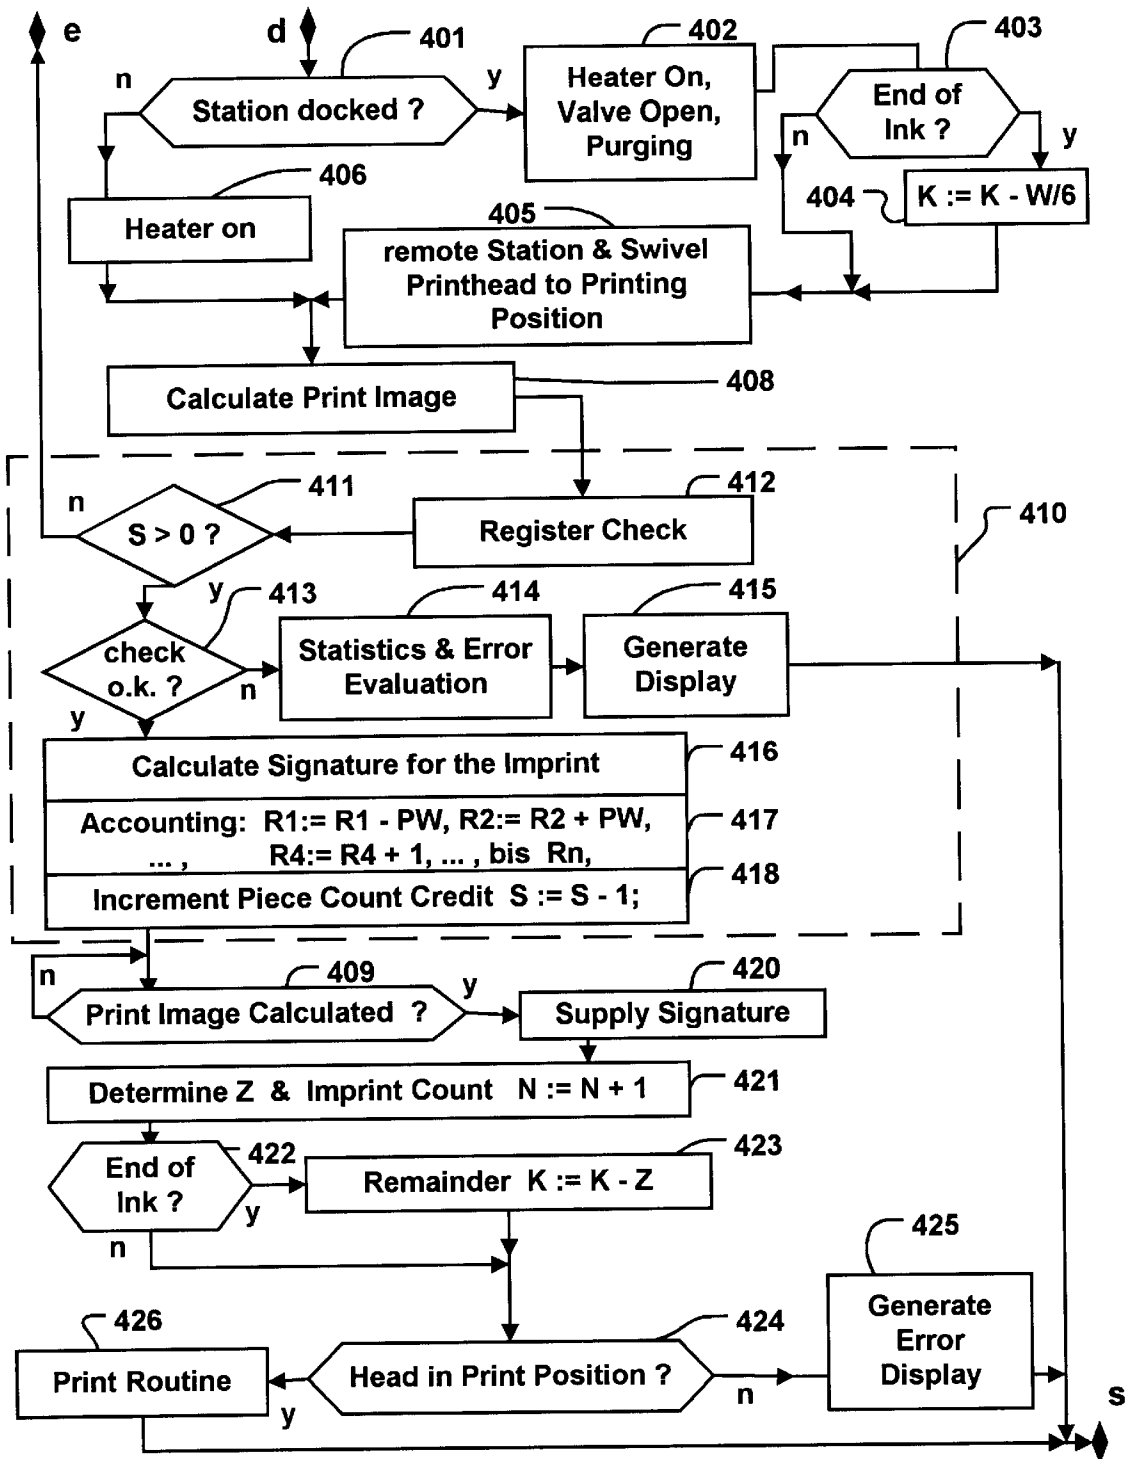 e
d
401
n
Station docked ?
y
402
Heater On,
Valve Open,
Purging
403
End of
Ink ?
n
y
404
K := K - W/6
406
Heater on
405
remote Station & Swivel
Printhead to Printing
Position
Calculate Print Image
408
410
n
411
S > 0 ?
y
412
Register Check
413
check
o.k. ?
n
y
414
Statistics & Error
Evaluation
415
Generate
Display
Calculate Signature for the Imprint
416
Accounting: R1:= R1 - PW, R2:= R2 + PW,
... , R4:= R4 + 1, ... , bis Rn,
417
Increment Piece Count Credit S := S - 1;
418
n
409
Print Image Calculated ?
y
420
Supply Signature
Determine Z & Imprint Count N := N + 1
421
422
End of
Ink ?
y
n
423
Remainder K := K - Z
424
Head in Print Position ?
n
y
425
Generate
Error
Display
426
Print Routine
s